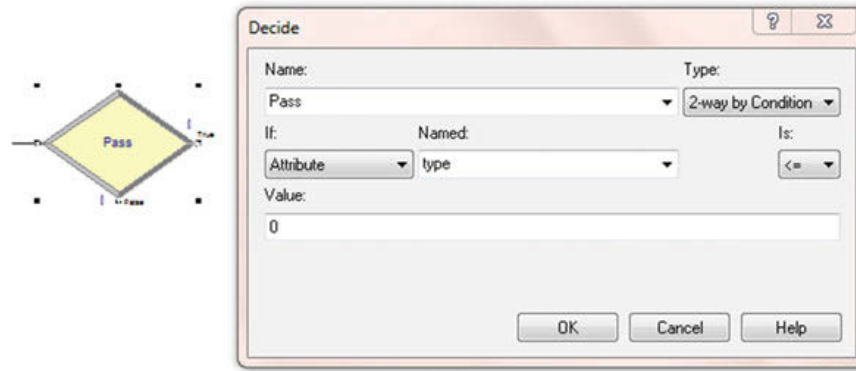 Decide
Name:
Type:
Pass
2-way by Condition
If:
Named:
Is:
Attribute
type
<=
Value:
0
OK
Cancel
Help
Pass
True
False